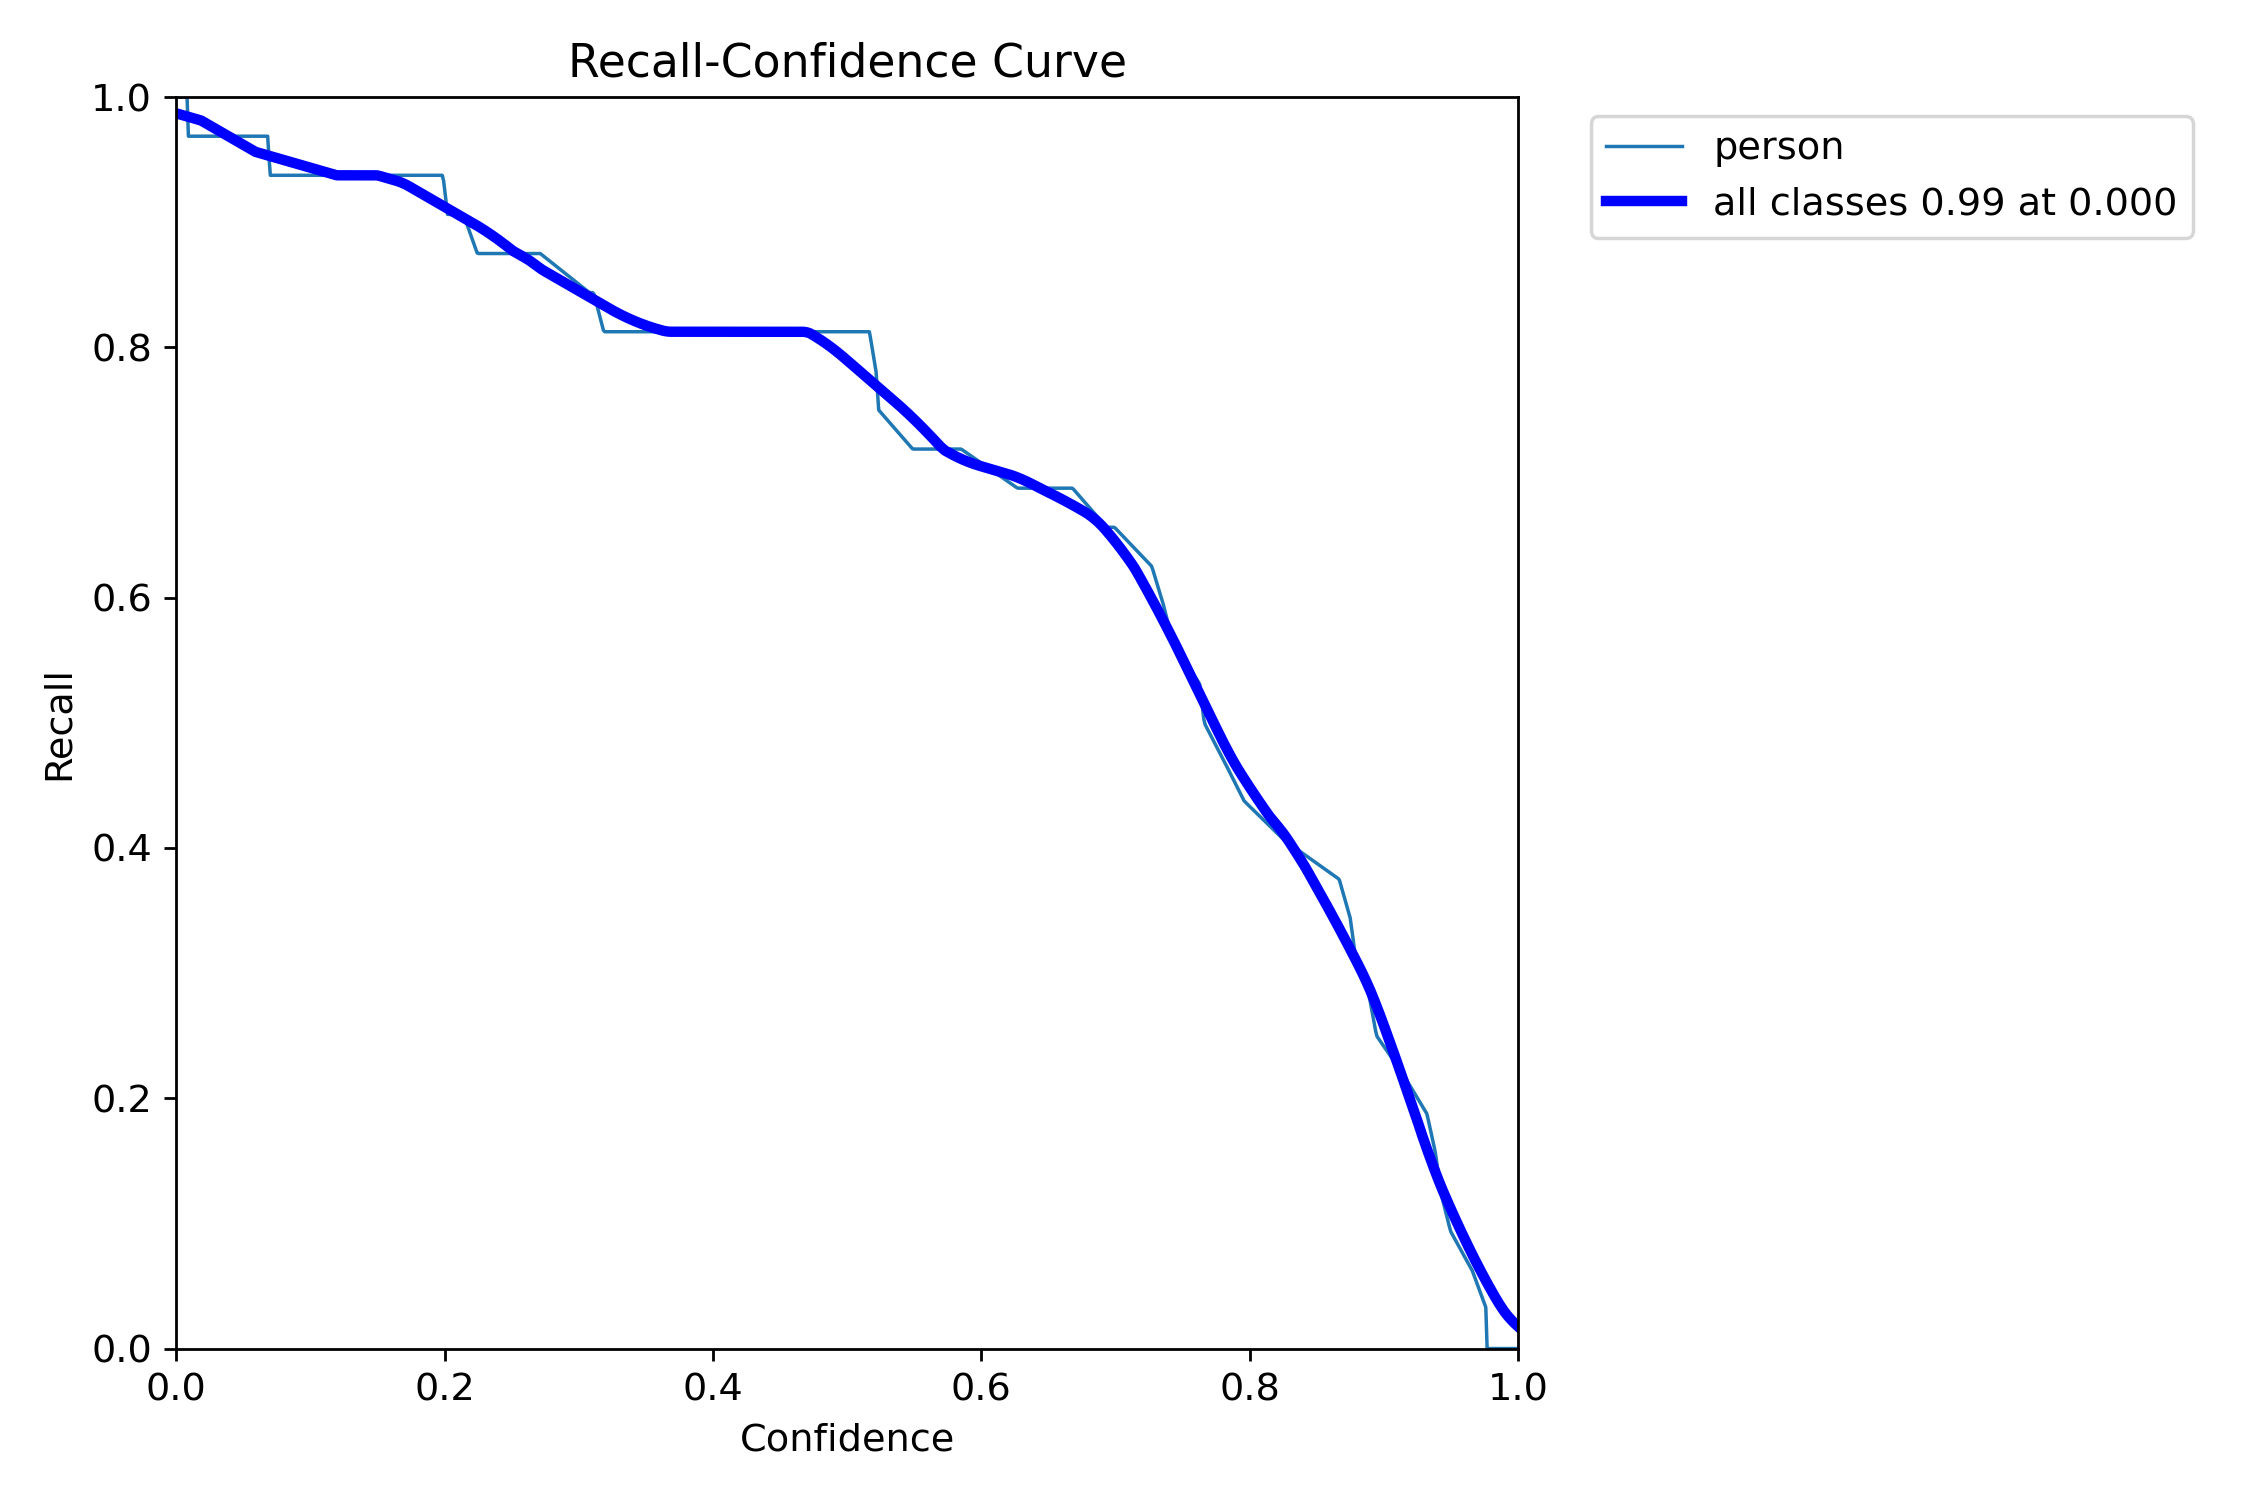 Recall-Confidence Curve
1.0
0.8
0.6
0.4
0.2
0.0
Recall
0.0 0.2 0.4 0.6 0.8 1.0
Confidence
person
all classes 0.99 at 0.000